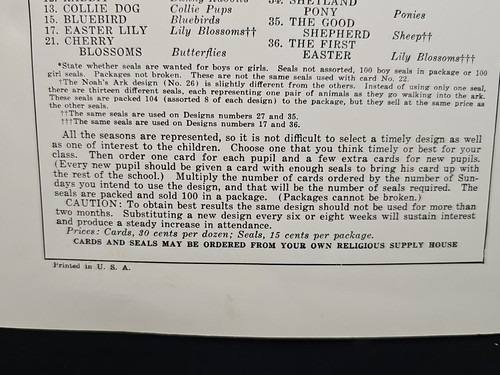 34. SHETLAND
13. COLLIE DOG Collie Pups PONY Ponies
15. BLUEBIRD Bluebirds 35. THE GOOD
17. EASTER LILY Lily Blossoms†† SHEPHERD Sheep††
21. CHERRY 36. THE FIRST
BLOSSOMS Butterflies EASTER Lily Blossoms†††
*State whether seals are wanted for boys or girls. Seals not assorted, 100 boy seals in package or 100
girl seals. Packages not broken. These are not the same seals used with card No. 22.
†The Noah's Ark design (No. 26) is slightly different from the others. Instead of using only one seal,
there are thirteen different seals, each representing one pair of animals as they go walking into the ark.
These seals are packed 104 (assorted 8 of each design) to the package, but they sell at the same price as
the other seals.
††The same seals are used on Designs numbers 27 and 35.
†††The same seals are used on Designs numbers 17 and 36.
All the seasons are represented, so it is not difficult to select a timely design as well
as one of interest to the children. Choose one that you think timely or best for your
class. Then order one card for each pupil and a few extra cards for new pupils.
(Every new pupil should be given a card with enough seals to bring his card up with
the rest of the school.) Multiply the number of cards ordered by the number of Sun-
days you intend to use the design, and that will be the number of seals required. The
seals are packed and sold 100 in a package. (Packages cannot be broken.)
CAUTION: To obtain best results the same design should not be used for more than
two months. Substituting a new design every six or eight weeks will sustain interest
and produce a steady increase in attendance.
Prices: Cards, 30 cents per dozen; Seals, 15 cents per package.
CARDS AND SEALS MAY BE ORDERED FROM YOUR OWN RELIGIOUS SUPPLY HOUSE
Printed in U. S. A.